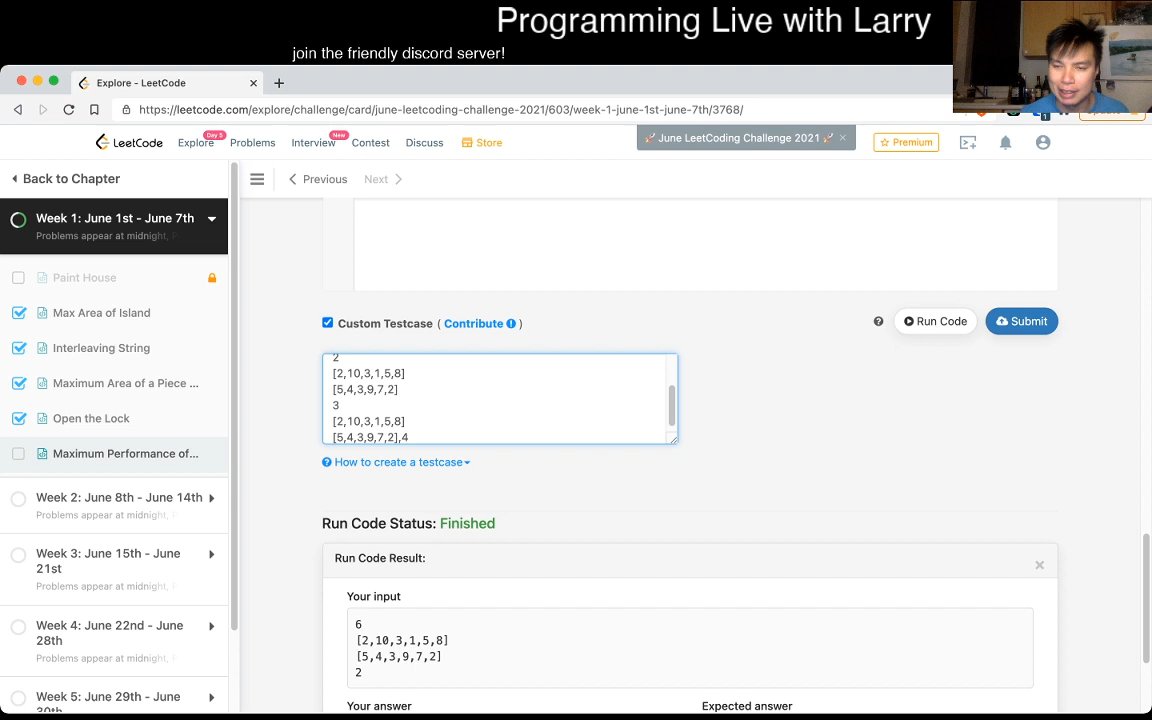 Programming Live with Larry
join the friendly discord server!
Explore - LeetCode
https://leetcode.com/explore/challenge/card/june-leetcoding-challenge-2021/603/week-1-june-1st-june-7th/3768/
LeetCode Explore Day 5 Problems Interview New Contest Discuss Store June LeetCoding Challenge 2021 Premium
Back to Chapter
Previous Next
Week 1: June 1st - June 7th
Problems appear at midnight,
Paint House
Max Area of Island
Interleaving String
Maximum Area of a Piece ...
Open the Lock
Maximum Performance of...
Week 2: June 8th - June 14th
Problems appear at midnight,
Week 3: June 15th - June
21st
Problems appear at midnight,
Week 4: June 22nd - June
28th
Problems appear at midnight,
Week 5: June 29th - June
30th
Custom Testcase ( Contribute )
Run Code
Submit
2
[2,10,3,1,5,8]
[5,4,3,9,7,2]
3
[2,10,3,1,5,8]
[5,4,3,9,7,2],4
How to create a testcase
Run Code Status: Finished
Run Code Result:
Your input
6
[2,10,3,1,5,8]
[5,4,3,9,7,2]
2
Your answer
Expected answer